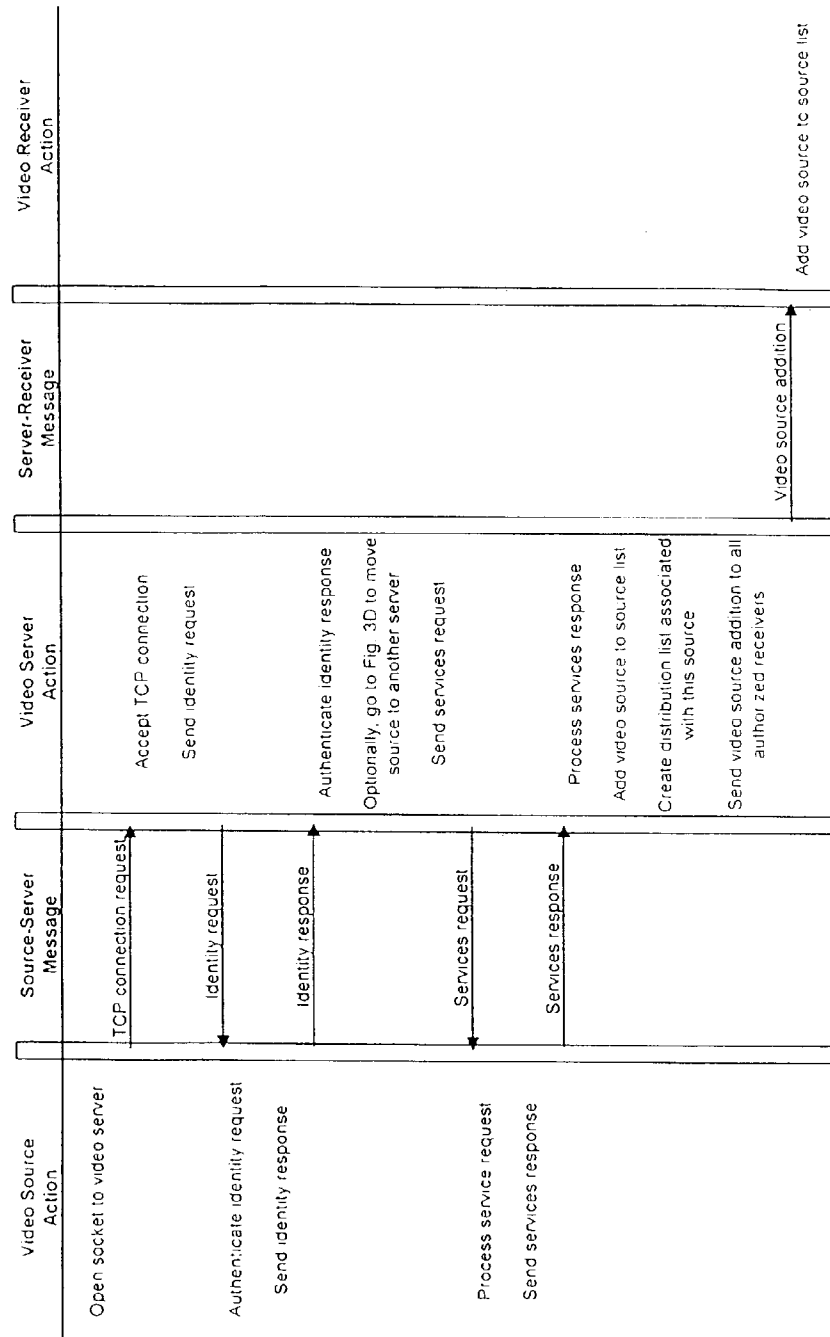 Video Source
Action
Source-Server
Message
Video Server
Action
Server-Receiver
Message
Video Receiver
Action
Open socket to video server
TCP connection request
Accept TCP connection
Send identity request
Identity request
Authenticate identity request
Send identity response
Identity response
Authenticate identity response
Optionally, go to Fig. 3D to move
source to another server
Send services request
Services request
Process service request
Send services response
Services response
Process services response
Add video source to source list
Create distribution list associated
with this source
Send video source addition to all
author zed receivers
Video source addition
Add video source to source list